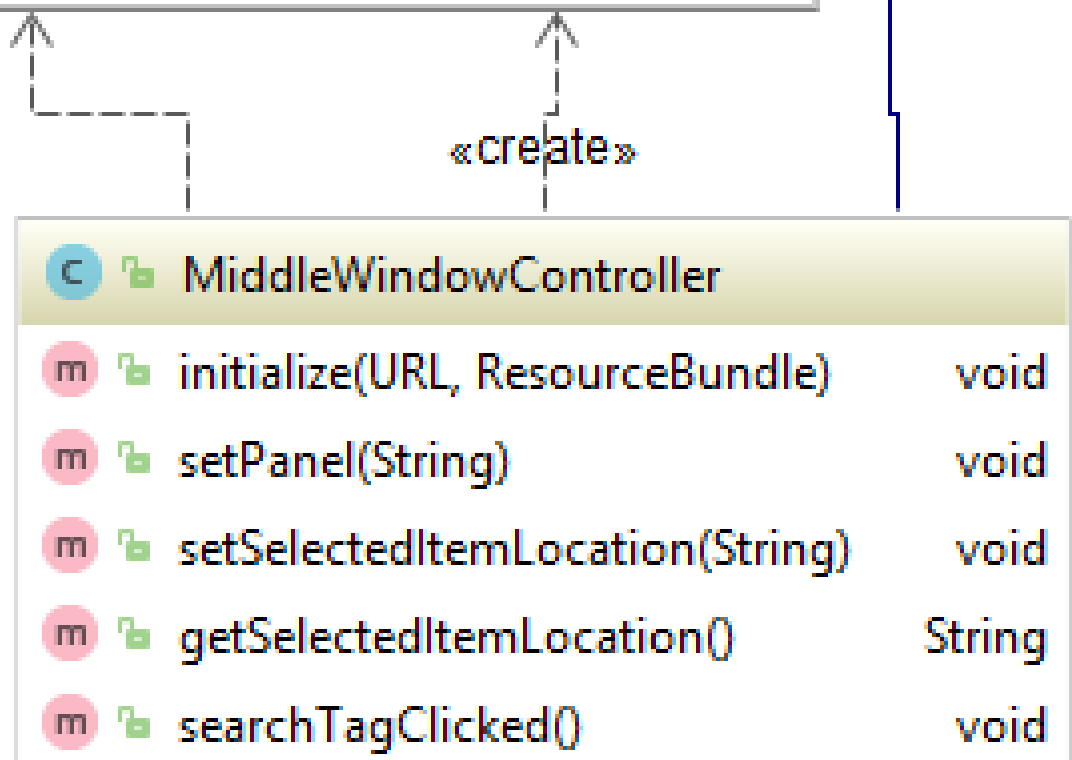 «create»
C MiddleWindowController
m initialize(URL, ResourceBundle) void
m setPanel(String) void
m setSelectedItemLocation(String) void
m getSelectedItemLocation() String
m searchTagClicked() void